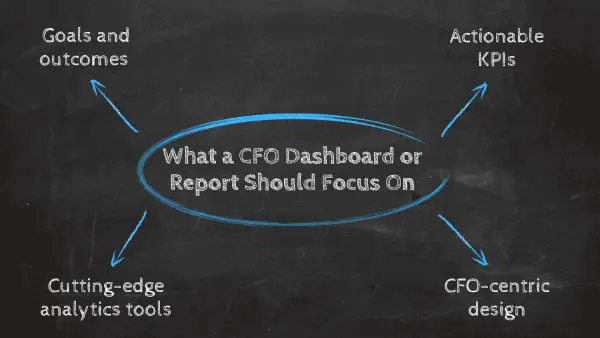 Goals and
outcomes
Actionable
KPIs
What a CFO Dashboard or
Report Should Focus On
Cutting-edge
analytics tools
CFO-centric
design